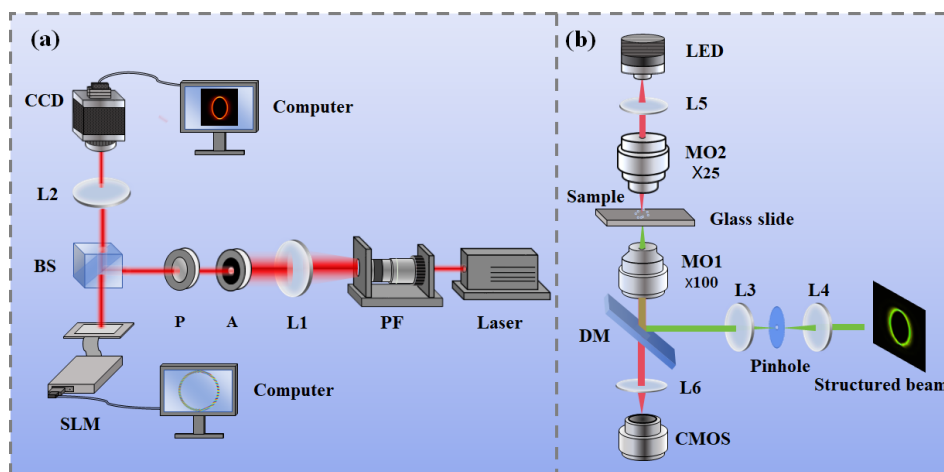 (a)
CCD
Computer
L2
BS
P
A
L1
PF
Laser
SLM
Computer
(b)
LED
L5
MO2
X25
Sample
Glass slide
MO1
x100
L3
L4
DM
Pinhole
Structured beam
L6
CMOS